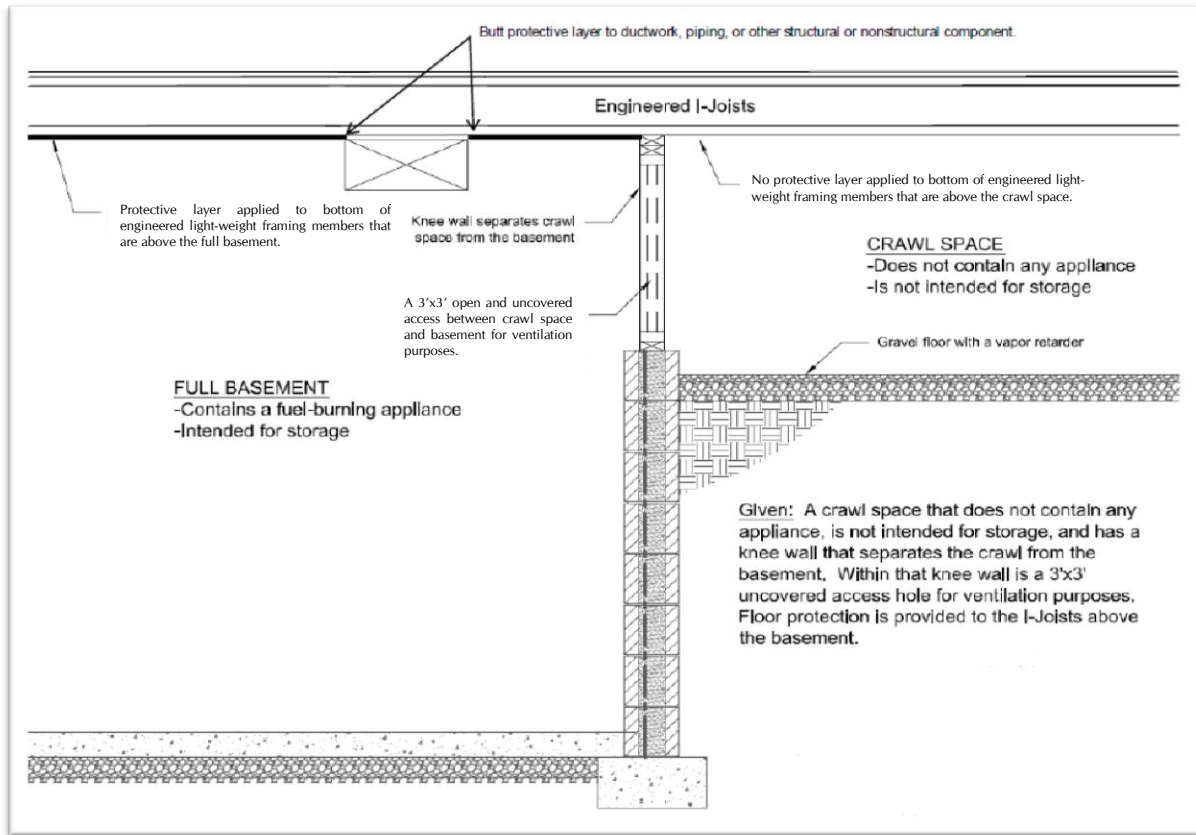 Butt protective layer to ductwork, piping, or other structural or nonstructural component.
Engineered I-Joists
Protective layer applied to bottom of
engineered light-weight framing members that
are above the full basement.
Knee wall separates crawl
space from the basement
No protective layer applied to bottom of engineered light-
weight framing members that are above the crawl space.
CRAWL SPACE
-Does not contain any appliance
-Is not intended for storage
A 3'x3' open and uncovered
access between crawl space
and basement for ventilation
purposes.
Gravel floor with a vapor retarder
FULL BASEMENT
-Contains a fuel-burning appliance
-Intended for storage
Given: A crawl space that does not contain any
appliance, is not intended for storage, and has a
knee wall that separates the crawl from the
basement. Within that knee wall is a 3'x3'
uncovered access hole for ventilation purposes.
Floor protection is provided to the I-Joists above
the basement.